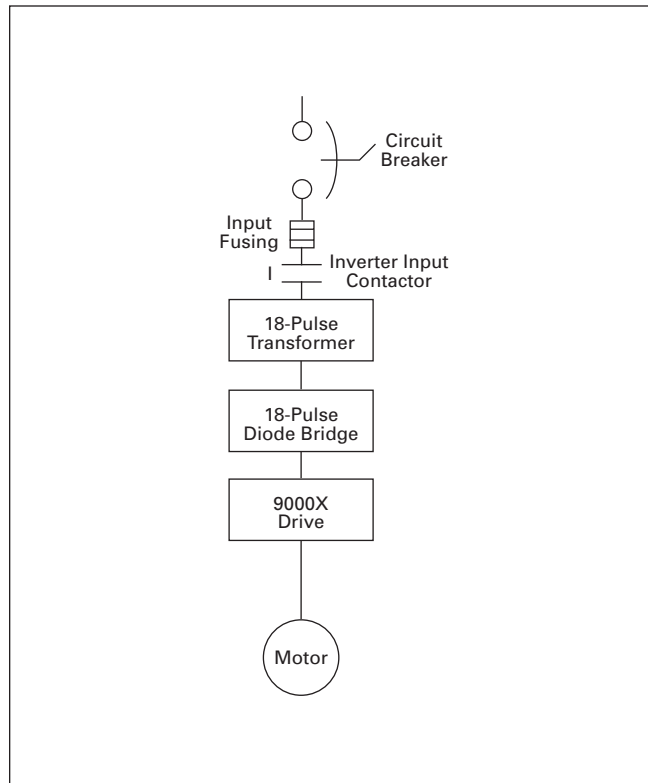 Circuit
Breaker
Input
Fusing
I
Inverter Input
Contactor
18-Pulse
Transformer
18-Pulse
Diode Bridge
9000X
Drive
Motor